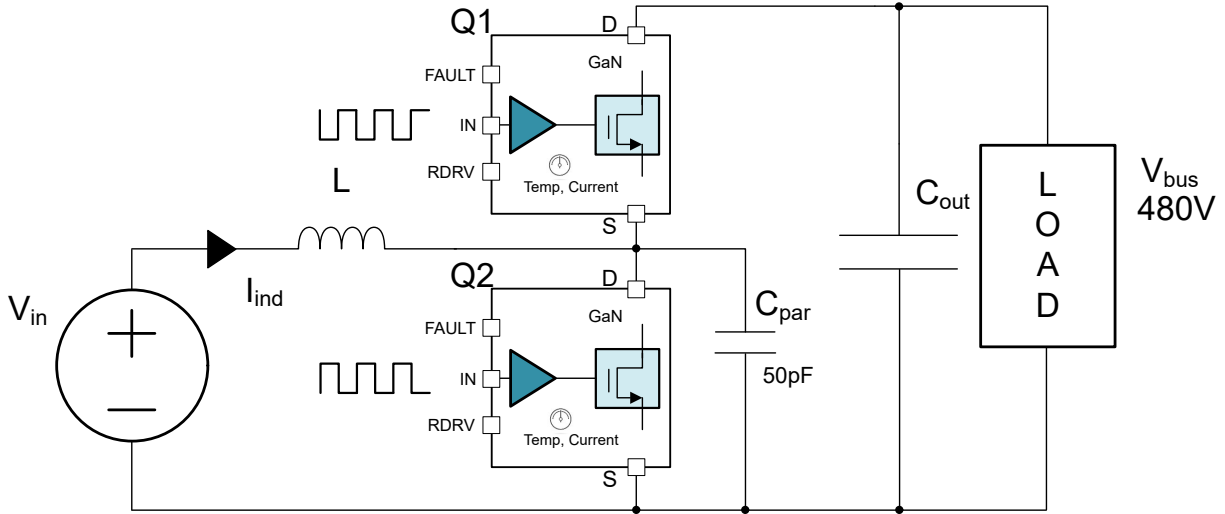 Q1
D
GaN
FAULT
IN
RDRV
Temp, Current
S
L
I_ind
V_in
Q2
D
GaN
FAULT
IN
RDRV
Temp, Current
S
C_par
50pF
C_out
L
O
A
D
V_bus
480V